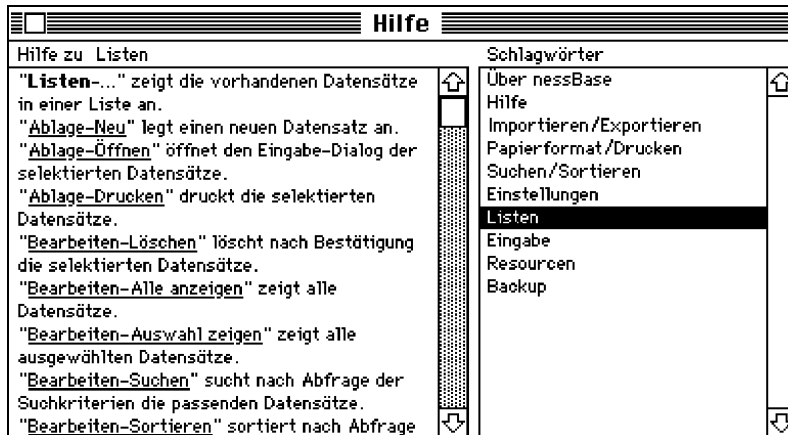 Hilfe
Hilfe zu Listen
"Listen-..." zeigt die vorhandenen Datensätze
in einer Liste an.
"Ablage-Neu" legt einen neuen Datensatz an.
"Ablage-Öffnen" öffnet den Eingabe-Dialog der
selektierten Datensätze.
"Ablage-Drucken" druckt die selektierten
Datensätze.
"Bearbeiten-Löschen" löscht nach Bestätigung
die selektierten Datensätze.
"Bearbeiten-Alle anzeigen" zeigt alle
Datensätze.
"Bearbeiten-Auswahl zeigen" zeigt alle
ausgewählten Datensätze.
"Bearbeiten-Suchen" sucht nach Abfrage der
Suchkriterien die passenden Datensätze.
"Bearbeiten-Sortieren" sortiert nach Abfrage
Schlagwörter
Über nessBase
Hilfe
Importieren/Exportieren
Papierformat/Drucken
Suchen/Sortieren
Einstellungen
Listen
Eingabe
Resourcen
Backup